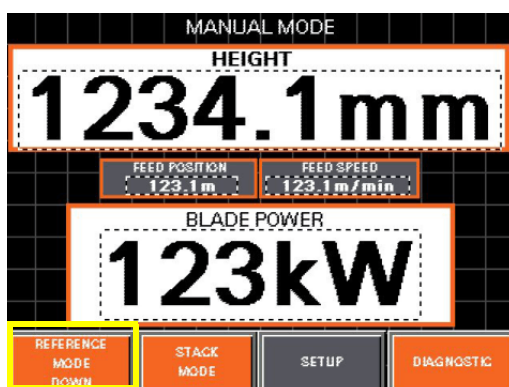 MANUAL MODE
HEIGHT
1234.1mm
FEED POSITION
123.1m
FEED SPEED
123.1m/min
BLADE POWER
123kW
REFERENCE
MODE
DOWN
STACK
MODE
SETUP
DIAGNOSTIC